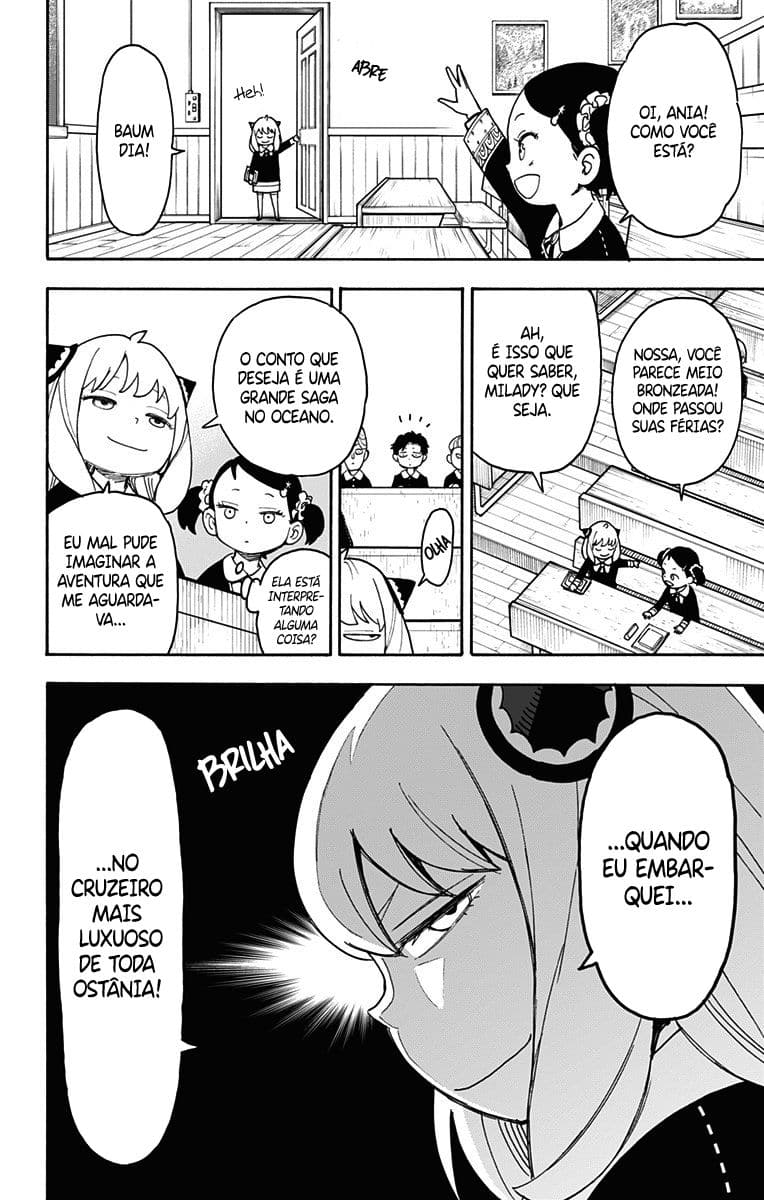 OI, ANIA!
COMO VOCÊ
ESTÁ?
ABRE
Heh!
BAUM
DIA!
NOSSA, VOCÊ
PARECE MEIO
BRONZEADA!
ONDE PASSOU
SUAS FÉRIAS?
AH,
É ISSO QUE
QUER SABER,
MILADY? QUE
SEJA.
OLHA
O CONTO QUE
DESEJA É UMA
GRANDE SAGA
NO OCEANO.
ELA ESTÁ
INTERPRE-
TANDO
ALGUMA
COISA?
EU MAL PUDE
IMAGINAR A
AVENTURA QUE
ME AGUARDA-
VA...
...QUANDO
EU EMBAR-
QUEI...
BRILHA
...NO
CRUZEIRO
MAIS
LUXUOSO
DE TODA
OSTÂNIA!